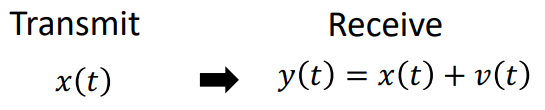 Transmit Receive
x(t) ➡ y(t) = x(t) + v(t)